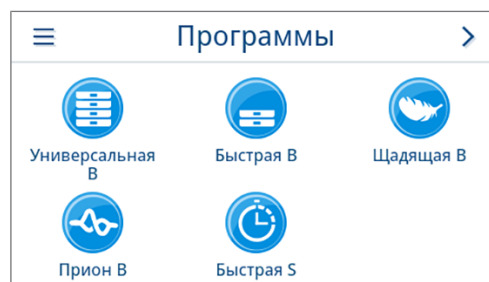 Программы
Универсальная
В
Быстрая В
Щадящая В
Прион В
Быстрая S